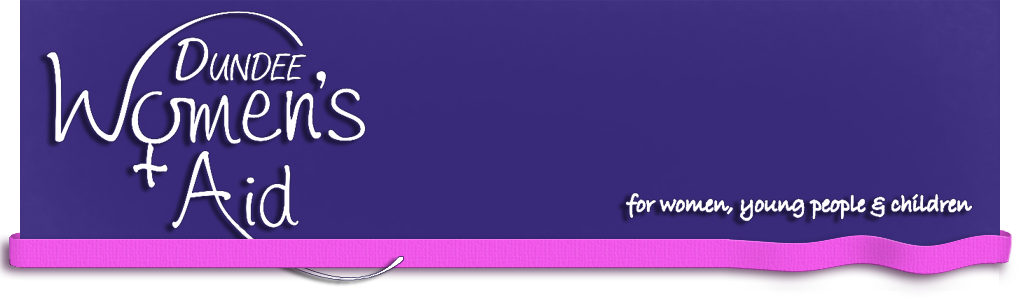 DUNDEE
Women's
Aid
for women, young people & children